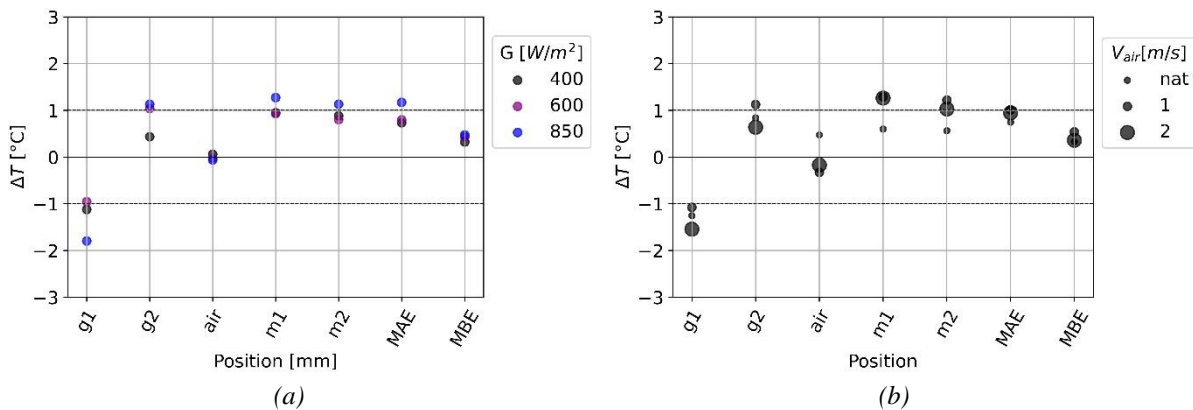 3
2
1
0
−1
−2
−3
ΔT [°C]
g1
g2
air
m1
m2
MAE
MBE
Position [mm]
G [W/m²]
400
600
850
(a)
3
2
1
0
−1
−2
−3
ΔT [°C]
g1
g2
air
m1
m2
MAE
MBE
Position
V_air[m/s]
nat
1
2
(b)